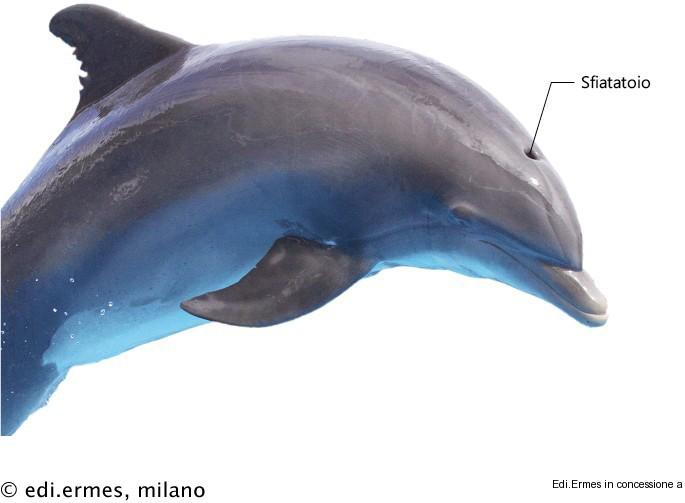 Sfiatatoio
© edi.ermes, milano
Edi.Ermes in concessione a